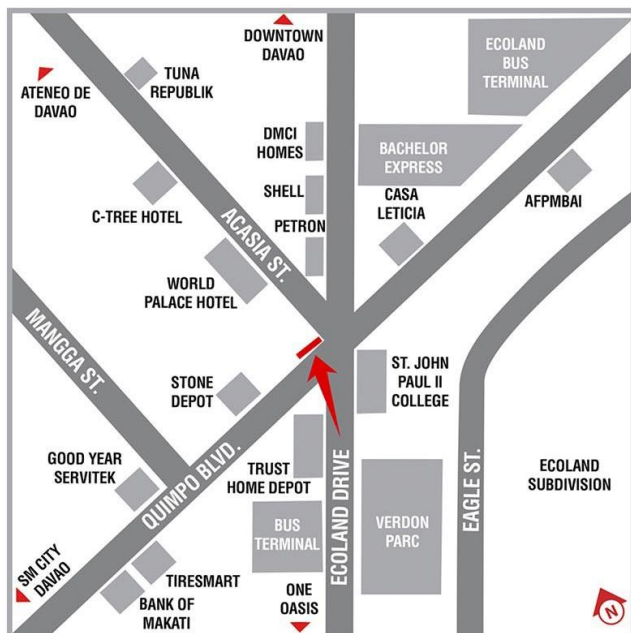 DOWNTOWN
DAVAO
ECOLAND
BUS
TERMINAL
TUNA
REPUBLIK
ATENEO DE
DAVAO
DMCI
HOMES
BACHELOR
EXPRESS
SHELL
CASA
LETICIA
AFPMBAI
C-TREE HOTEL
PETRON
ACASIA ST.
WORLD
PALACE HOTEL
MANGGA ST.
STONE
DEPOT
ST. JOHN
PAUL II
COLLEGE
GOOD YEAR
SERVITEK
QUIMPO BLVD.
TRUST
HOME DEPOT
ECOLAND DRIVE
EAGLE ST.
ECOLAND
SUBDIVISION
BUS
TERMINAL
VERDON
PARC
SM CITY
DAVAO
TIRESMART
BANK OF
MAKATI
ONE
OASIS
N